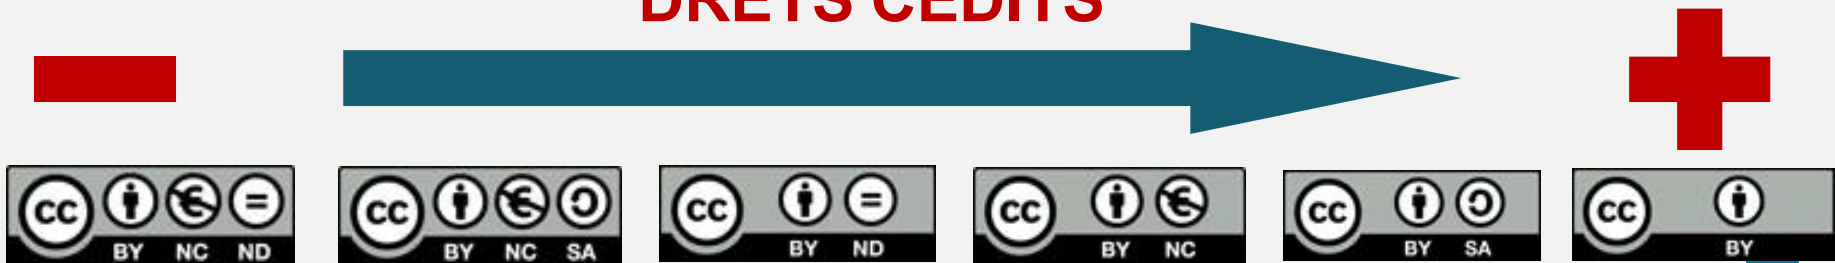 DRETS CEDITS
cc BY NC ND
cc BY NC SA
cc BY ND
cc BY NC
cc BY SA
cc BY